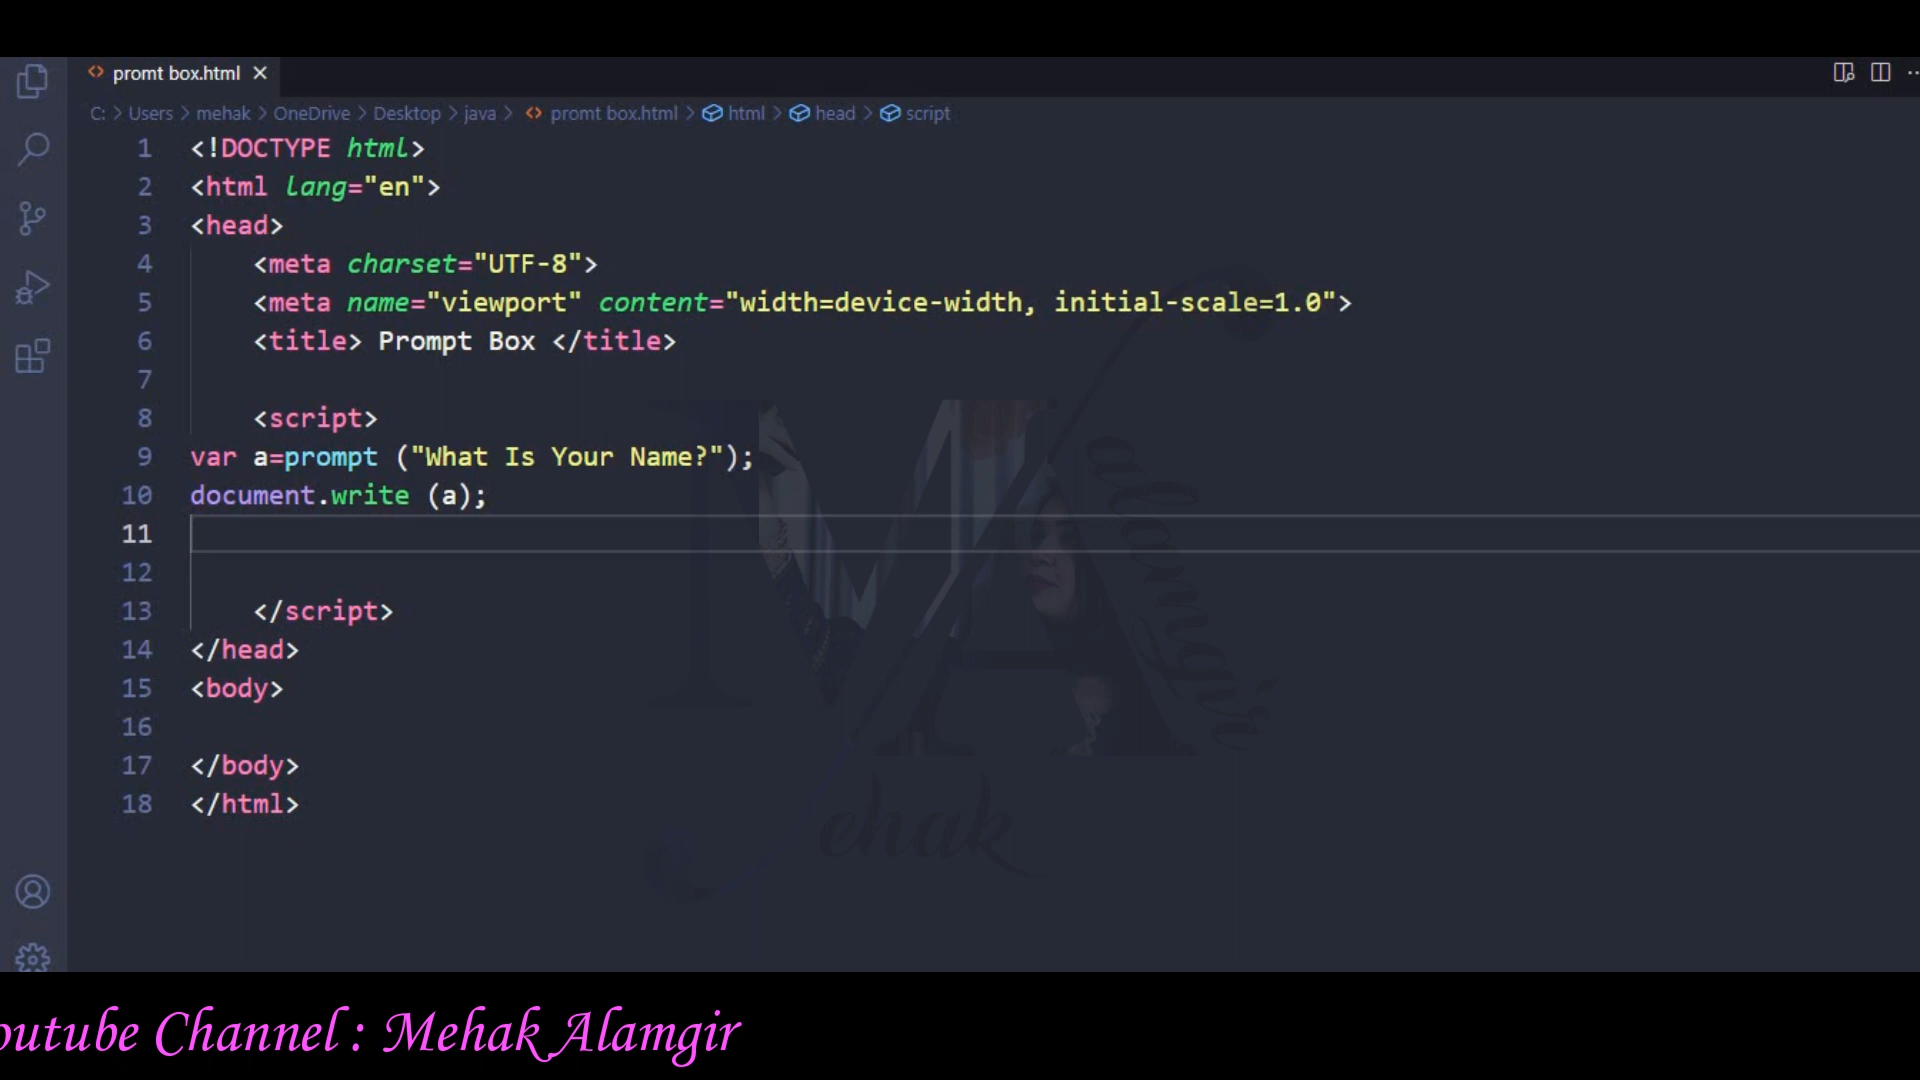 promt box.html
C: > Users > mehak > OneDrive > Desktop > java > promt box.html > html > head > script
1 <!DOCTYPE html>
2 <html lang="en">
3 <head>
4 <meta charset="UTF-8">
5 <meta name="viewport" content="width=device-width, initial-scale=1.0">
6 <title> Prompt Box </title>
7
8 <script>
9 var a=prompt ("What Is Your Name?");
10 document.write (a);
11
12
13 </script>
14 </head>
15 <body>
16
17 </body>
18 </html>
MA
alamgir
ehak
outube Channel : Mehak Alamgir